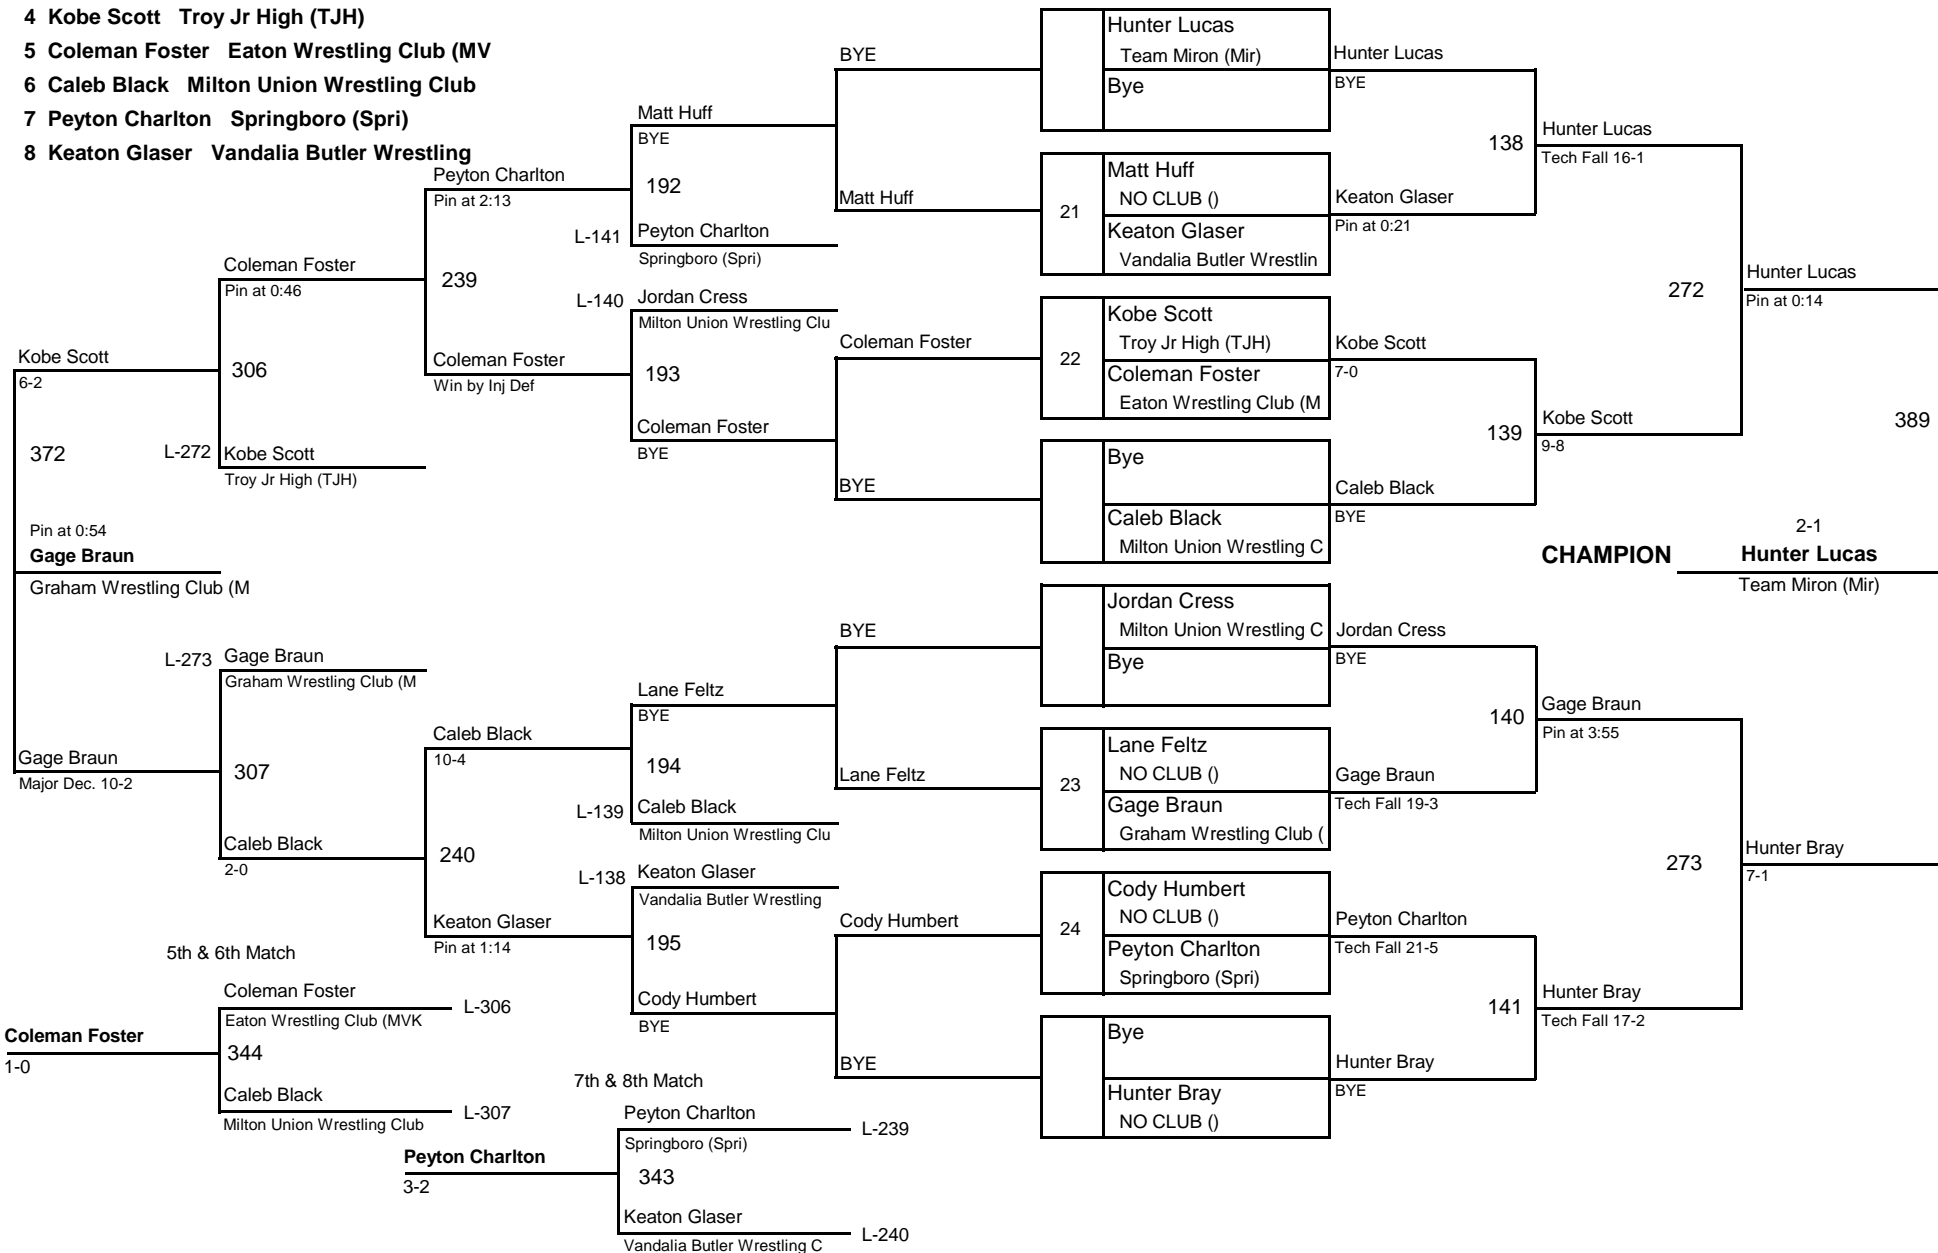 4 Kobe Scott Troy Jr High (TJH)
5 Coleman Foster Eaton Wrestling Club (MV
6 Caleb Black Milton Union Wrestling Club
7 Peyton Charlton Springboro (Spri)
8 Keaton Glaser Vandalia Butler Wrestling
Kobe Scott
6-2
372
Pin at 0:54
Gage Braun
Graham Wrestling Club (M
Gage Braun
Major Dec. 10-2
Coleman Foster
Pin at 0:46
306
L-272 Kobe Scott
Troy Jr High (TJH)
L-273 Gage Braun
Graham Wrestling Club (M
307
Caleb Black
2-0
Peyton Charlton
Pin at 2:13
239
Coleman Foster
Win by Inj Def
Caleb Black
10-4
240
Keaton Glaser
Pin at 1:14
Matt Huff
BYE
192
L-141 Peyton Charlton
Springboro (Spri)
L-140 Jordan Cress
Milton Union Wrestling Clu
193
Coleman Foster
BYE
Lane Feltz
BYE
194
L-139 Caleb Black
Milton Union Wrestling Clu
L-138 Keaton Glaser
Vandalia Butler Wrestling
195
Cody Humbert
BYE
BYE
Matt Huff
Coleman Foster
BYE
BYE
Lane Feltz
Cody Humbert
BYE
Hunter Lucas
Team Miron (Mir)
Bye
21
Matt Huff
NO CLUB ()
Keaton Glaser
Vandalia Butler Wrestlin
22
Kobe Scott
Troy Jr High (TJH)
Coleman Foster
Eaton Wrestling Club (M
Bye
Caleb Black
Milton Union Wrestling C
Jordan Cress
Milton Union Wrestling C
Bye
23
Lane Feltz
NO CLUB ()
Gage Braun
Graham Wrestling Club (
24
Cody Humbert
NO CLUB ()
Peyton Charlton
Springboro (Spri)
Bye
Hunter Bray
NO CLUB ()
Hunter Lucas
BYE
138
Keaton Glaser
Pin at 0:21
Kobe Scott
7-0
139
Caleb Black
BYE
Jordan Cress
BYE
140
Gage Braun
Tech Fall 19-3
Peyton Charlton
Tech Fall 21-5
141
Hunter Bray
BYE
Hunter Lucas
Tech Fall 16-1
272
Kobe Scott
9-8
Gage Braun
Pin at 3:55
273
Hunter Bray
Tech Fall 17-2
Hunter Lucas
Pin at 0:14
389
2-1
CHAMPION Hunter Lucas
Team Miron (Mir)
Hunter Bray
7-1
5th & 6th Match
Coleman Foster
L-306
Eaton Wrestling Club (MVK
Coleman Foster
1-0
344
Caleb Black
L-307
Milton Union Wrestling Club
7th & 8th Match
Peyton Charlton
L-239
Springboro (Spri)
Peyton Charlton
3-2
343
Keaton Glaser
L-240
Vandalia Butler Wrestling C